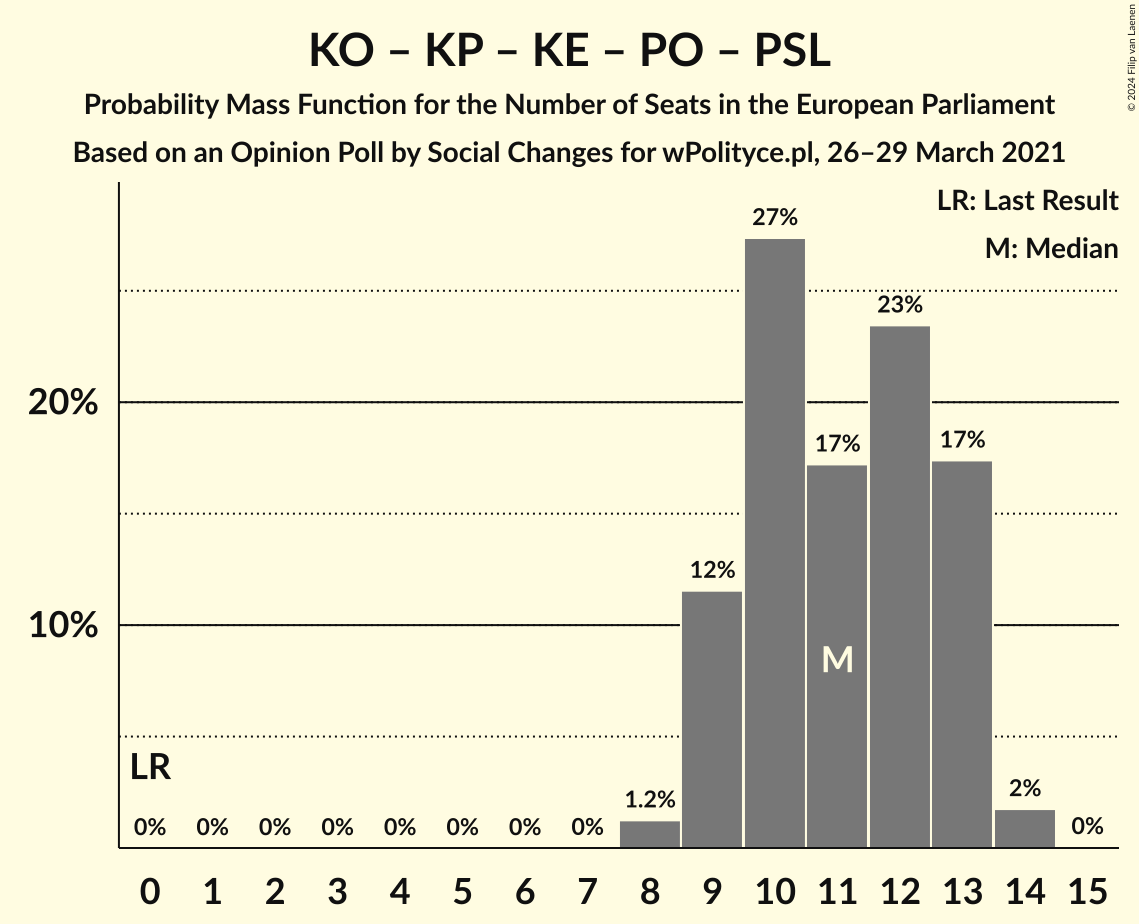 KO – KP – KE – PO – PSL
Probability Mass Function for the Number of Seats in the European Parliament
Based on an Opinion Poll by Social Changes for wPolityce.pl, 26–29 March 2021
© 2024 Filip van Laenen
LR: Last Result
M: Median
27%
23%
20%
17%
17%
12%
10%
M
LR
1.2%
2%
0% 0% 0% 0% 0% 0% 0% 0% 0%
0 1 2 3 4 5 6 7 8 9 10 11 12 13 14 15